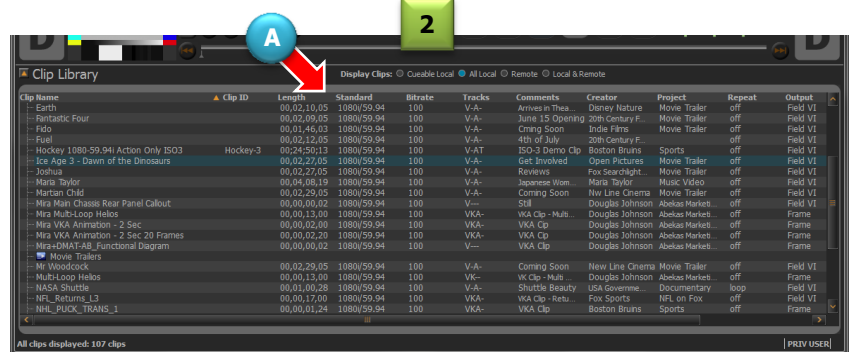 D
2
A
D
Clip Library Display Clips: Cueable Local All Local Remote Local & Remote
Clip Name Clip ID Length Standard Bitrate Tracks Comments Creator Project Repeat Output
Earth 00,02,10,05 1080i/59.94 100 V-A- Arrives in Thea... Disney Nature Movie Trailer off Field VI
Fantastic Four 00,02,09,05 1080i/59.94 100 V-A- June 15 Opening 20th Century F... Movie Trailer off Field VI
Fido 00,01,46,03 1080i/59.94 100 V-A- Cming Soon Indie Films Movie Trailer off Field VI
Fuel 00,02,12,05 1080i/59.94 100 V-A- 4th of July 20th Century F... off Field VI
Hockey 1080-59.94i Action Only ISO3 Hockey-3 00;24;50;13 1080i/59.94 100 V-AT ISO-3 Demo Clip Boston Bruins Sports off Field VI
Ice Age 3 - Dawn of the Dinosaurs 00,02,27,05 1080i/59.94 100 V-A- Get Involved Open Pictures Movie Trailer off Field VI
Joshua 00,02,27,05 1080i/59.94 100 V-A- Reviews Fox Searchlight... Movie Trailer off Field VI
Maria Taylor 00,04,08,19 1080i/59.94 100 V-A- Japanese Wom... Maria Taylor Music Video off Field VI
Martian Child 00,02,29,05 1080i/59.94 100 V-A- Coming Soon Nw Line Cinema Movie Trailer off Field VI
Mira Main Chassis Rear Panel Callout 00,00,00,02 1080i/59.94 100 V--- Still Douglas Johnson Abekas Marketi... off Field VI
Mira Multi-Loop Helios 00,00,13,00 1080i/59.94 100 VKA- VKA Clip - Multi... Douglas Johnson Abekas Marketi... off Frame
Mira VKA Animation - 2 Sec 00,00,02,00 1080i/59.94 100 VKA- VKA Cip Douglas Johnson Abekas Marketi... off Frame
Mira VKA Animation - 2 Sec 20 Frames 00,00,02,20 1080i/59.94 100 VKA- VKA Clip Douglas Johnson Abekas Marketi... off Frame
Mira+DMAT-AB_Functional Diagram 00,00,00,02 1080i/59.94 100 V--- VKA Clip Douglas Johnson Abekas Marketi... off Frame
Movie Trailers
Mr Woodcock 00,02,29,05 1080i/59.94 100 V-A- Coming Soon New Line Cinema Movie Trailer off Field VI
Multi-Loop Helios 00,00,13,00 1080i/59.94 100 VK-- VK Clip - Multi ... Douglas Johnson Abekas Marketi... off Frame
NASA Shuttle 00,01,00,28 1080i/59.94 100 V-A- Shuttle Beauty USA Governme... Documentary loop Field VI
NFL_Returns_L3 00,00,17,00 1080i/59.94 100 VKA- VKA Clip - Retu... Fox Sports NFL on Fox off Field VI
NHL_PUCK_TRANS_1 00,00,01,24 1080i/59.94 100 VKA- VKA Clip Boston Bruins Sports off Frame
All clips displayed: 107 clips PRIV USER